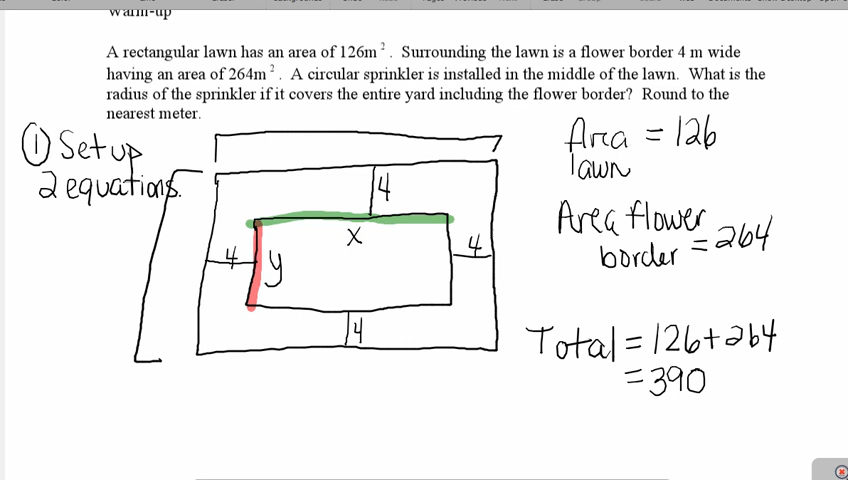 warm-up
A rectangular lawn has an area of 126m². Surrounding the lawn is a flower border 4 m wide
having an area of 264m². A circular sprinkler is installed in the middle of the lawn. What is the
radius of the sprinkler if it covers the entire yard including the flower border? Round to the
nearest meter.
① Set up
2 equations.
4
4
x
y
4
4
Area = 126
lawn
Area flower
border = 264
Total = 126+264
= 390